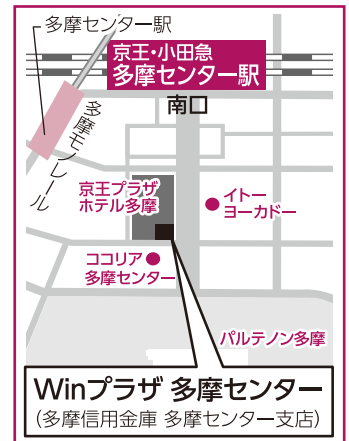 多摩センター駅
京王・小田急
多摩センター駅
南口
多摩モノレール
京王プラザ
ホテル多摩
イトー
ヨーカドー
ココリア
多摩センター
パルテノン多摩
Winプラザ 多摩センター
(多摩信用金庫 多摩センター支店)